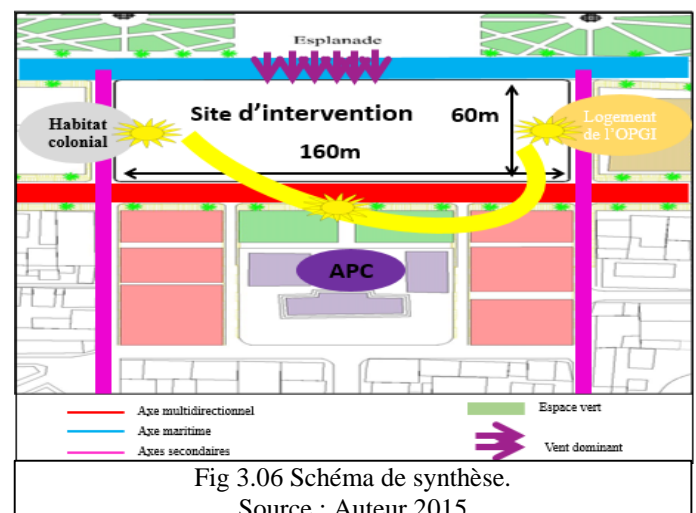 Esplanade
Site d'intervention
60m
160m
Habitat
colonial
Logement
de l'OPGI
APC
Axe multidirectionnel
Axe maritime
Axes secondaires
Espace vert
Vent dominant
Fig 3.06 Schéma de synthèse.
Source : Auteur 2015